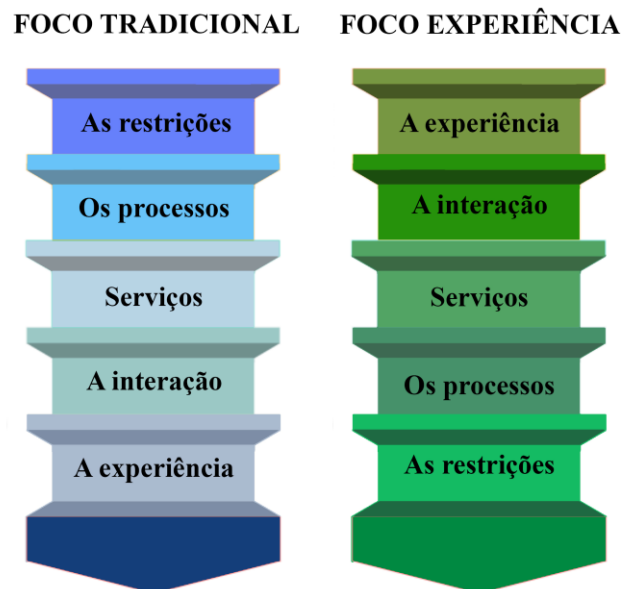 FOCO TRADICIONAL
As restrições
Os processos
Serviços
A interação
A experiência
FOCO EXPERIÊNCIA
A experiência
A interação
Serviços
Os processos
As restrições